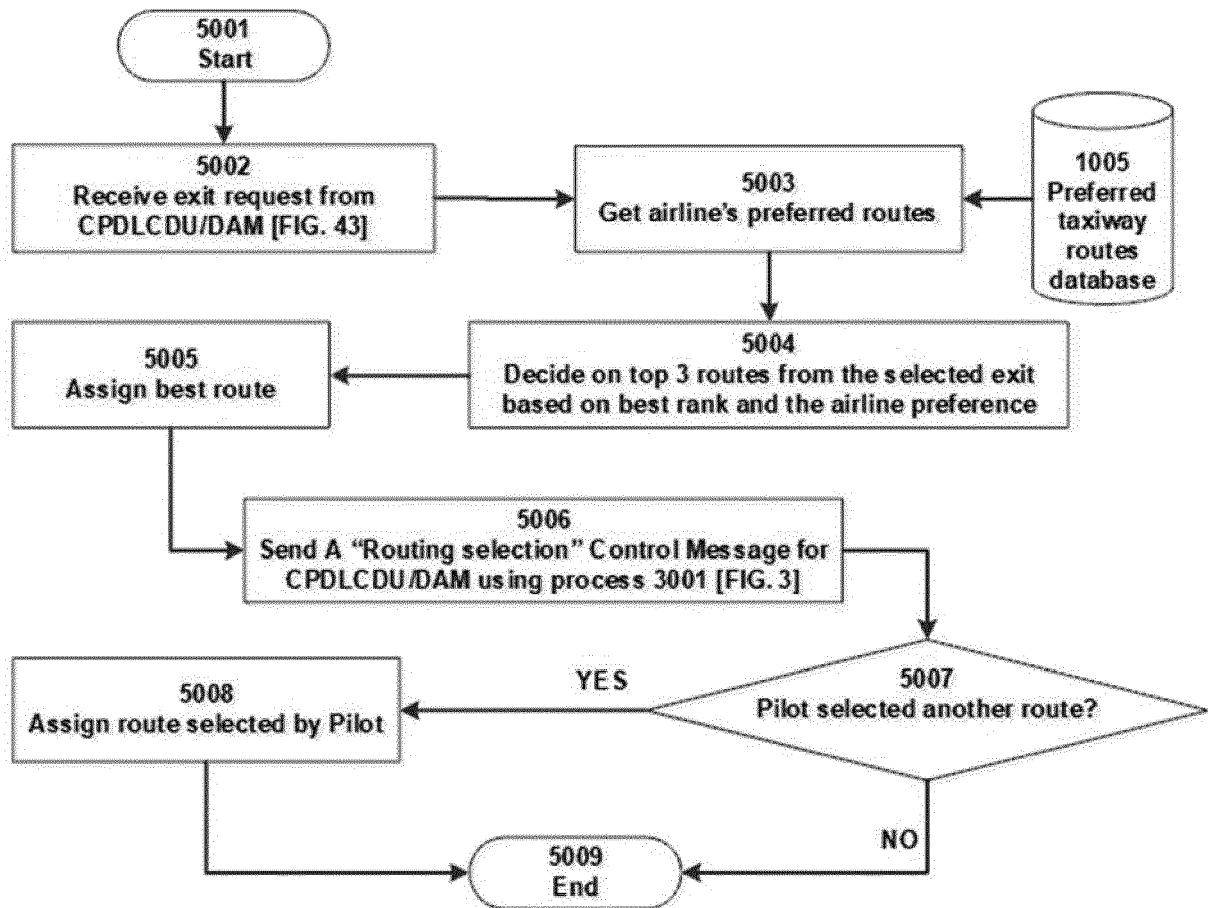 5001
Start
5002
Receive exit request from
CPDLCDU/DAM [FIG. 43]
5003
Get airline's preferred routes
1005
Preferred
taxiway
routes
database
5004
Decide on top 3 routes from the selected exit
based on best rank and the airline preference
5005
Assign best route
5006
Send A “Routing selection” Control Message for
CPDLCDU/DAM using process 3001 [FIG. 3]
5007
Pilot selected another route?
YES
5008
Assign route selected by Pilot
NO
5009
End